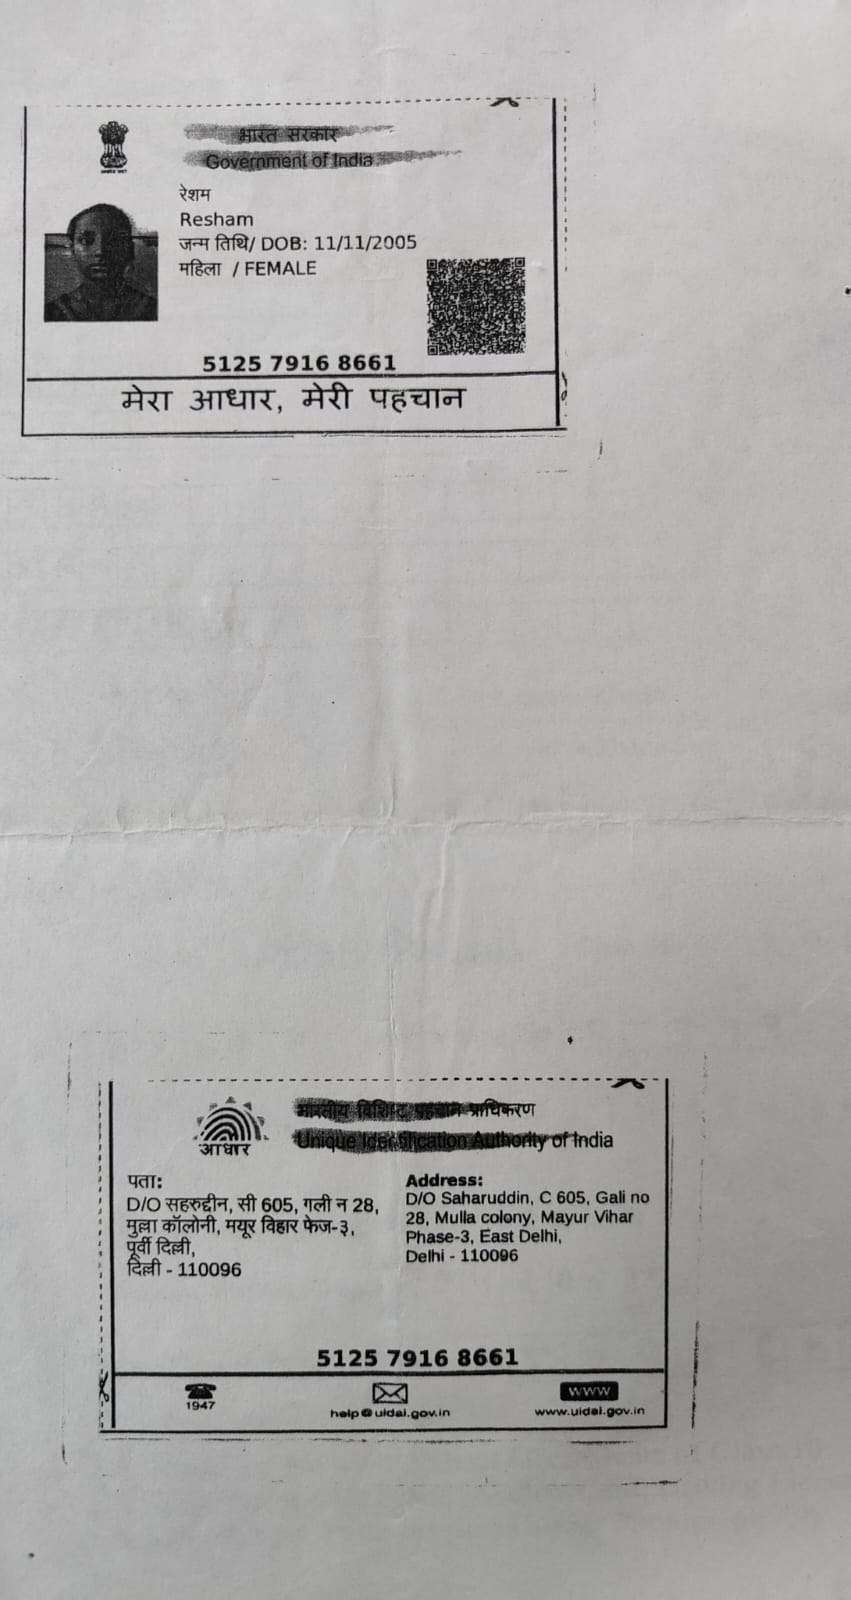 भारत सरकार
Government of India
रेशम
Resham
जन्म तिथि/ DOB: 11/11/2005
महिला / FEMALE
5125 7916 8661
मेरा आधार, मेरी पहचान
भारतीय विशिष्ट पहचान प्राधिकरण
Unique Identification Authority of India
आधार
पता:
D/O सहरुद्दीन, सी 605, गली न 28,
मुल्ला कॉलोनी, मयूर विहार फेज-३,
पूर्वी दिल्ली,
दिल्ली - 110096
Address:
D/O Saharuddin, C 605, Gali no
28, Mulla colony, Mayur Vihar
Phase-3, East Delhi,
Delhi - 110096
5125 7916 8661
1947
help@uidai.gov.in
www
www.uidai.gov.in